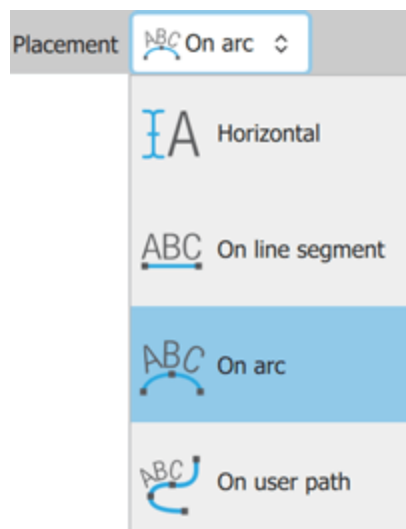 Placement ABC On arc
A Horizontal
ABC On line segment
ABC On arc
ABC On user path